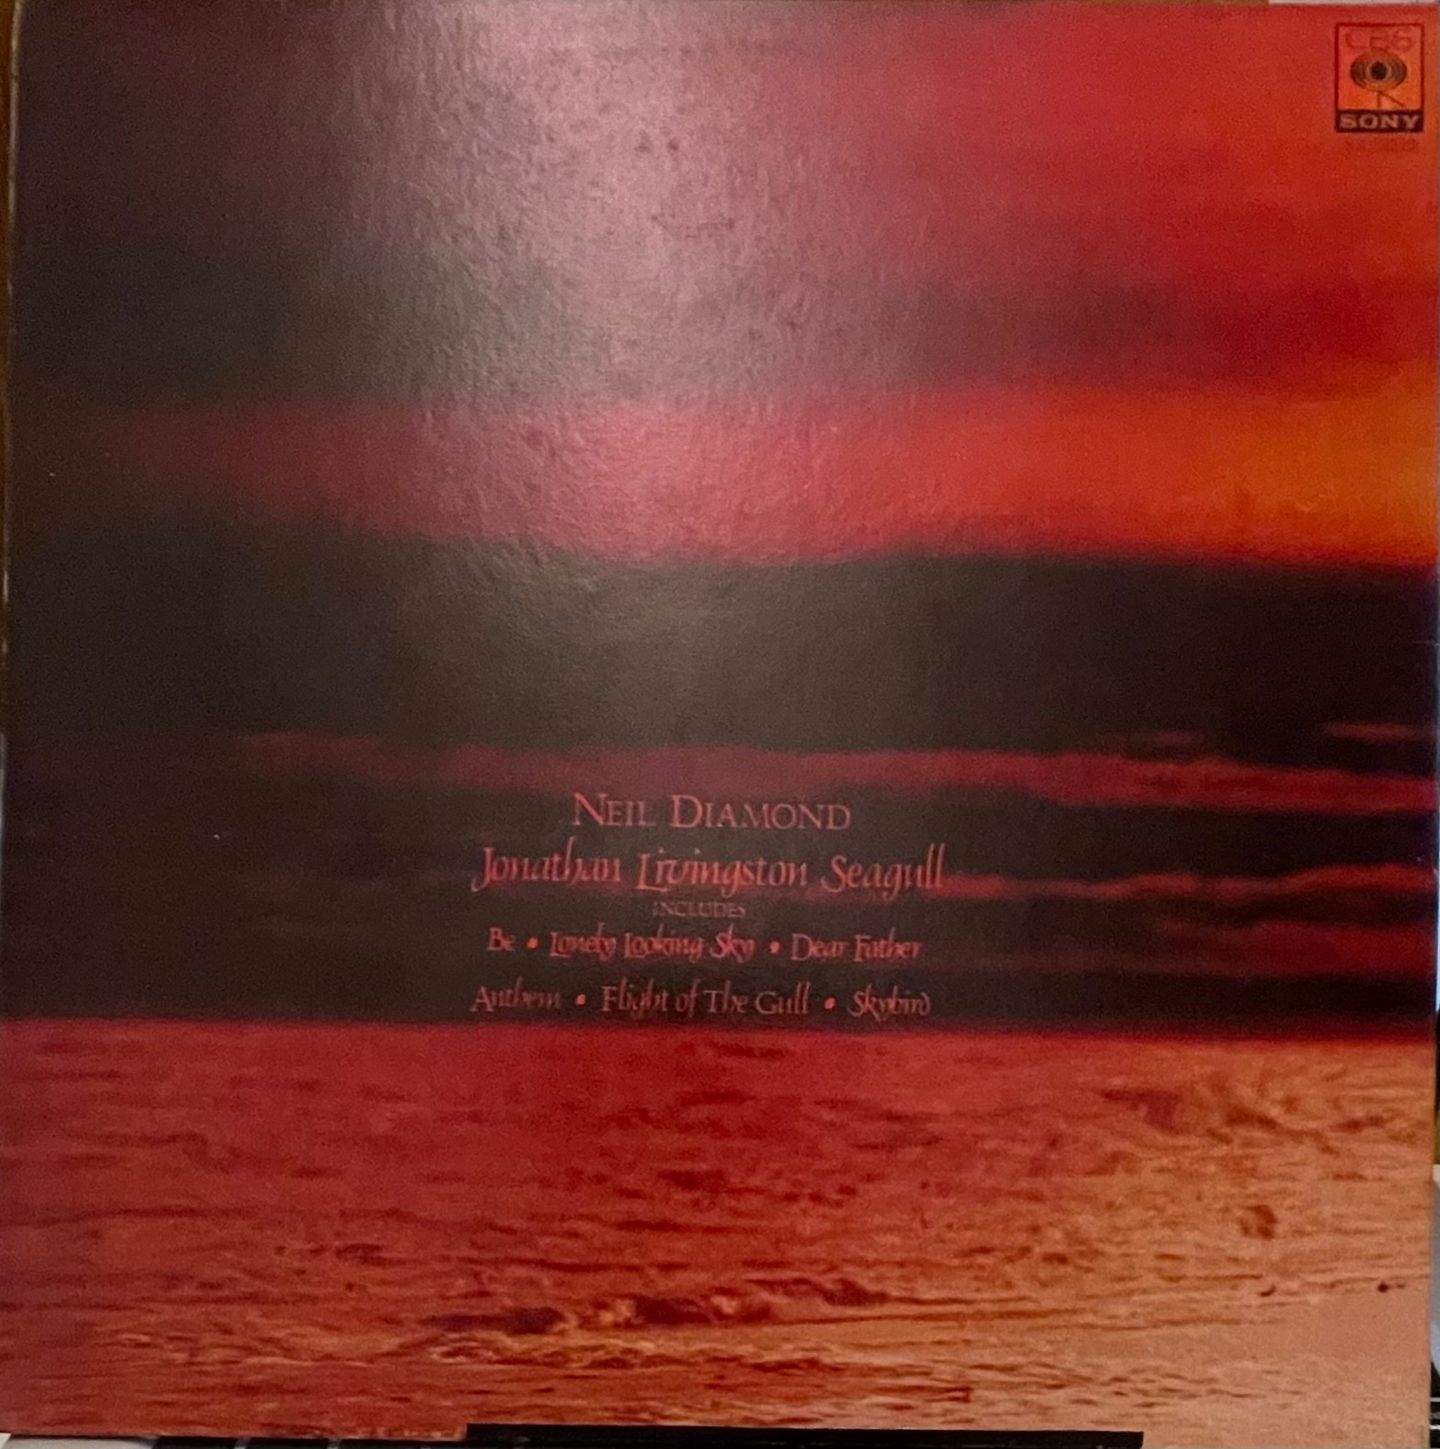 CBS
SONY
NEIL DIAMOND
Jonathan Livingston Seagull
INCLUDES
Be • Lonely Looking Sky • Dear Father
Anthem • Flight of The Gull • Skybird